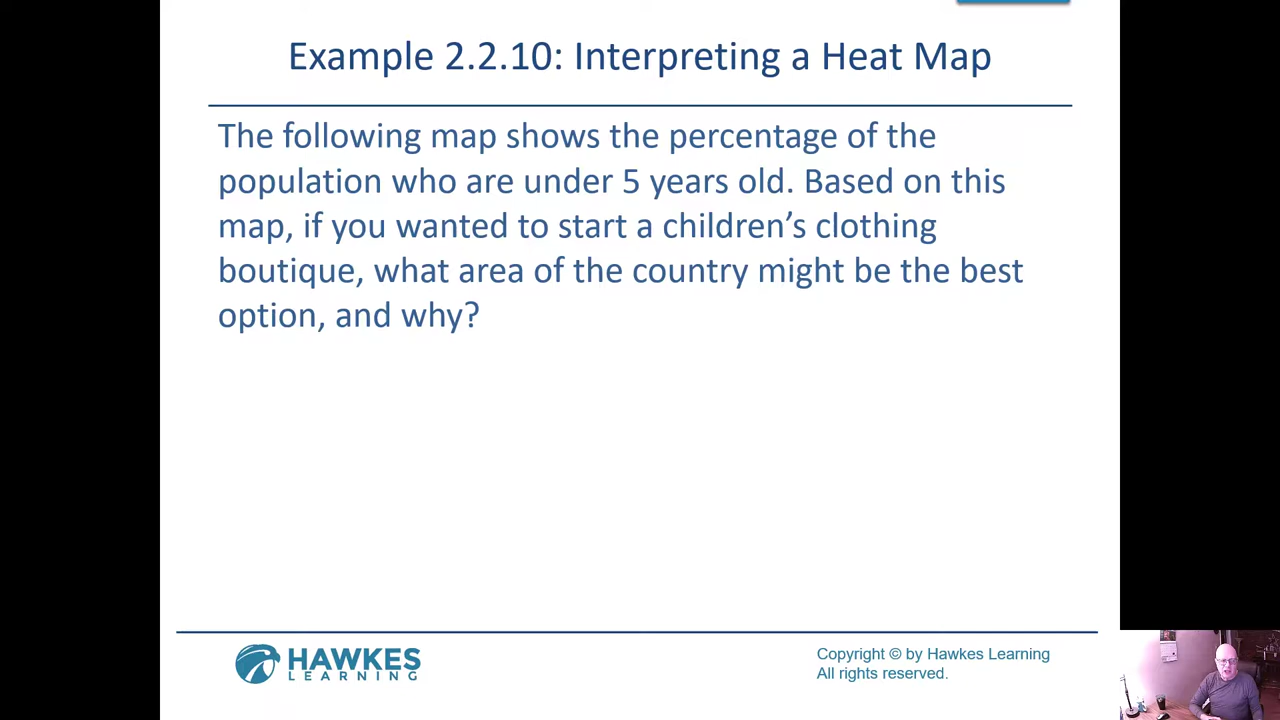 Example 2.2.10: Interpreting a Heat Map
The following map shows the percentage of the
population who are under 5 years old. Based on this
map, if you wanted to start a children’s clothing
boutique, what area of the country might be the best
option, and why?
HAWKES
LEARNING
Copyright © by Hawkes Learning
All rights reserved.